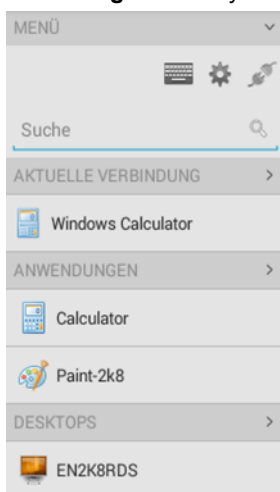 MENÜ
Suche
AKTUELLE VERBINDUNG
Windows Calculator
ANWENDUNGEN
Calculator
Paint-2k8
DESKTOPS
EN2K8RDS